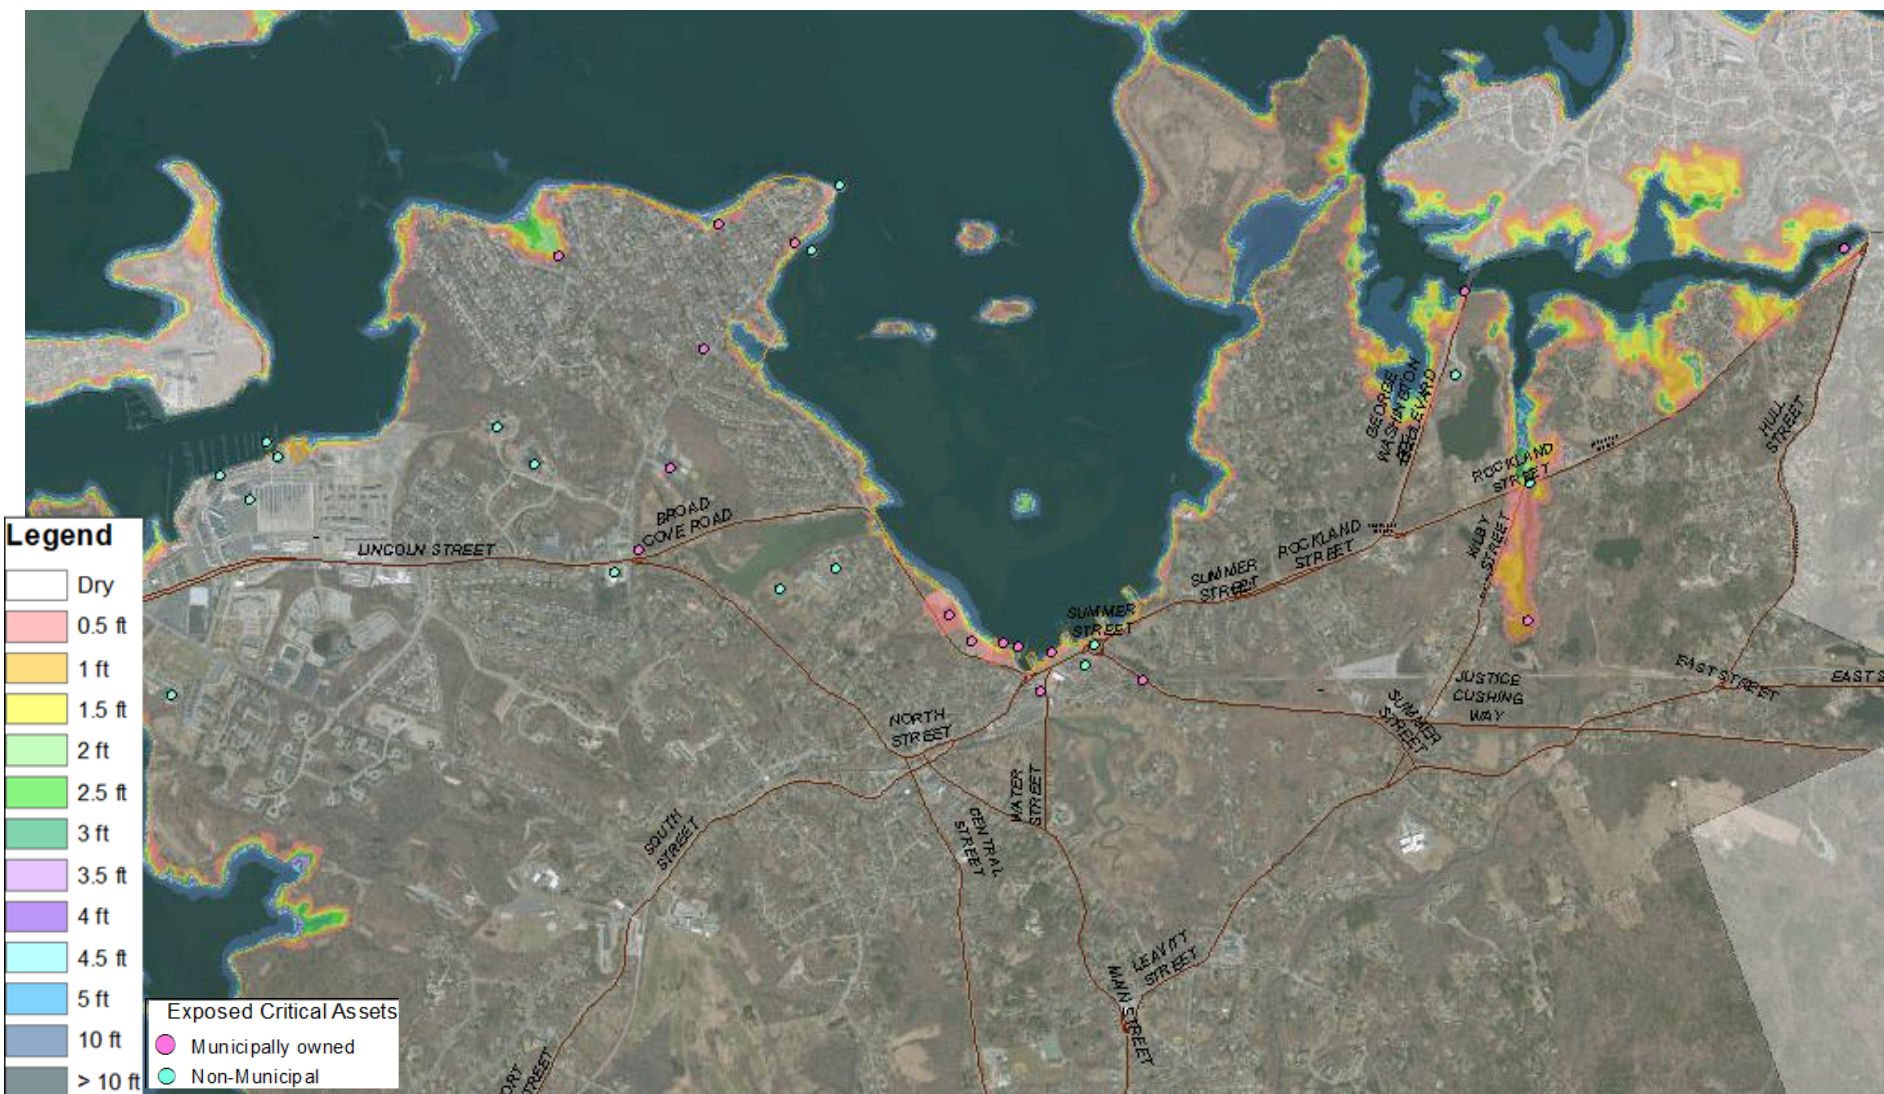 GEORGE
WASHINGTON
BOULEVARD
HULL
STREET
ROCKLAND
STREET
BROAD
COVE ROAD
LINCOLN STREET
KILBY
STREET
ROCKLAND
STREET
SUMMER
STREET
SUMMER
STREET
EAST STREET
EAST S
JUSTICE
CUSHING
WAY
SUMMER
STREET
NORTH
STREET
WATER
STREET
CENTRAL
STREET
SOUTH
STREET
LEAVITT
STREET
MAIN STREET
ORT
TREET
Legend
Dry
0.5 ft
1 ft
1.5 ft
2 ft
2.5 ft
3 ft
3.5 ft
4 ft
4.5 ft
5 ft
10 ft
> 10 ft
Exposed Critical Assets
Municipally owned
Non-Municipal